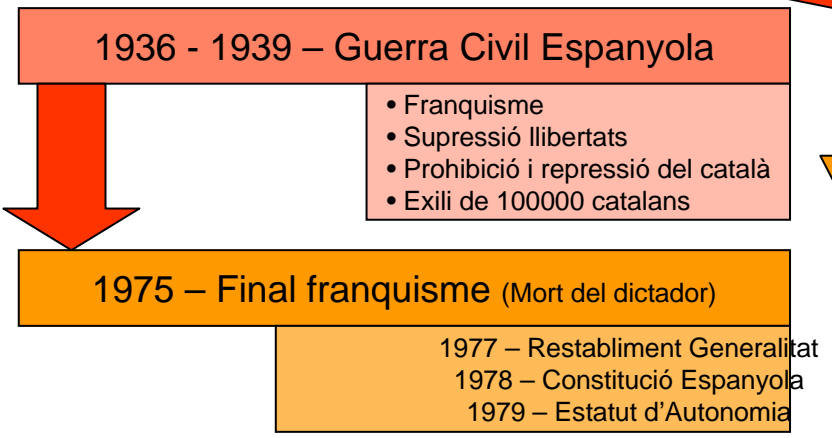 1936 - 1939 – Guerra Civil Espanyola
• Franquisme
• Supressió llibertats
• Prohibició i repressió del català
• Exili de 100000 catalans
1975 – Final franquisme (Mort del dictador)
1977 – Restabliment Generalitat
1978 – Constitució Espanyola
1979 – Estatut d'Autonomia